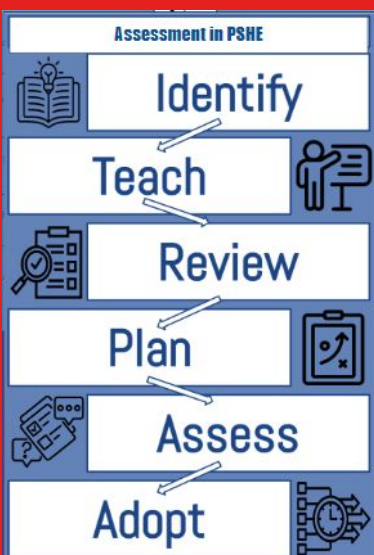 Assessment in PSHE
Identify
Teach
Review
Plan
Assess
Adopt